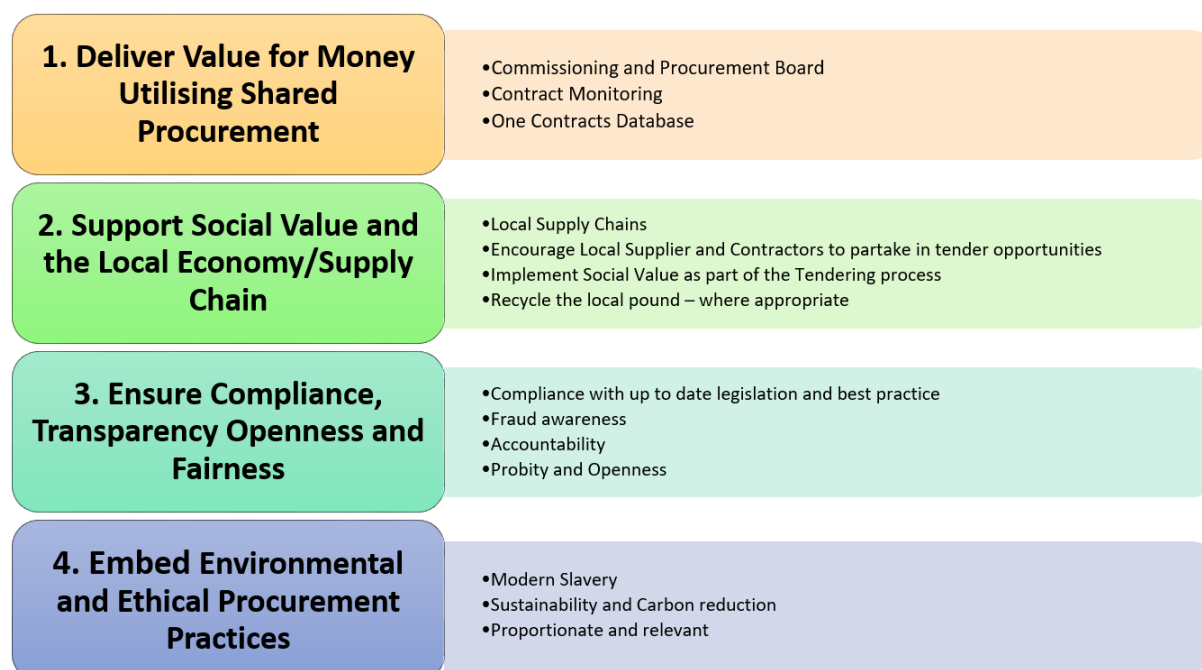 1. Deliver Value for Money
Utilising Shared
Procurement
•Commissioning and Procurement Board
•Contract Monitoring
•One Contracts Database
2. Support Social Value and
the Local Economy/Supply
Chain
•Local Supply Chains
•Encourage Local Supplier and Contractors to partake in tender opportunities
•Implement Social Value as part of the Tendering process
•Recycle the local pound – where appropriate
3. Ensure Compliance,
Transparency Openness and
Fairness
•Compliance with up to date legislation and best practice
•Fraud awareness
•Accountability
•Probity and Openness
4. Embed Environmental
and Ethical Procurement
Practices
•Modern Slavery
•Sustainability and Carbon reduction
•Proportionate and relevant